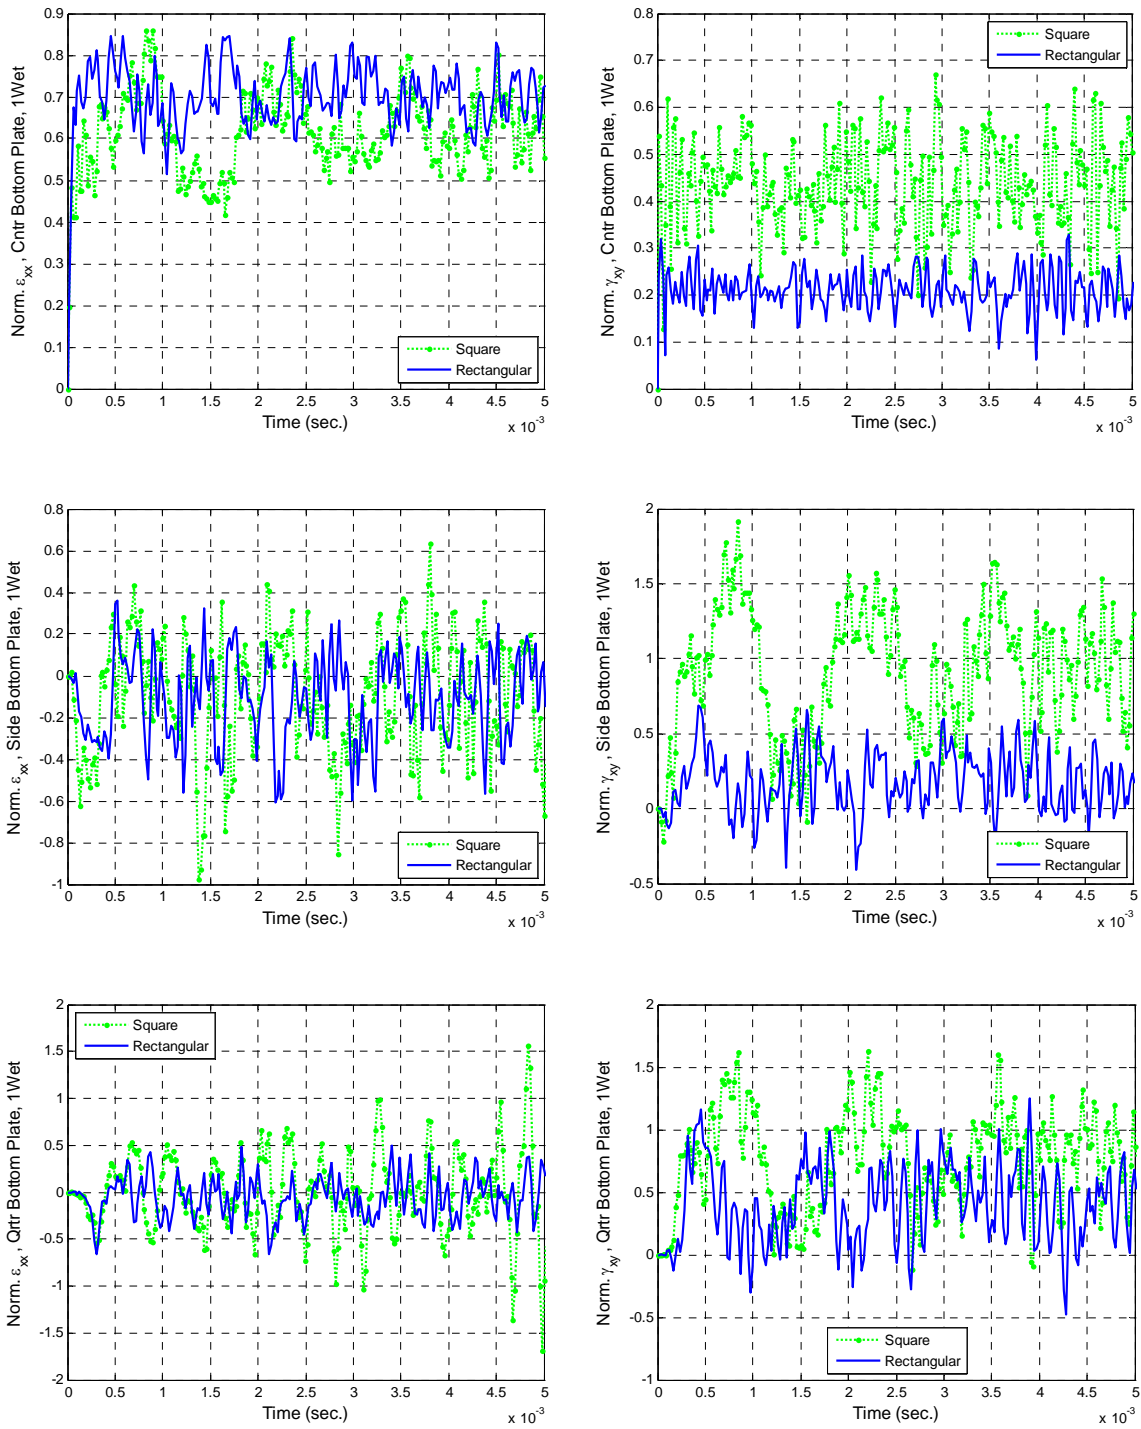 Norm. εxx , Cntr Bottom Plate, 1Wet
0.9
0.8
0.7
0.6
0.5
0.4
0.3
0.2
0.1
0
0 0.5 1 1.5 2 2.5 3 3.5 4 4.5 5
Time (sec.)
x 10-3
Square
Rectangular
Norm. γxy , Cntr Bottom Plate, 1Wet
0.8
0.7
0.6
0.5
0.4
0.3
0.2
0.1
0
0 0.5 1 1.5 2 2.5 3 3.5 4 4.5 5
Time (sec.)
x 10-3
Square
Rectangular
Norm. εxx, Side Bottom Plate, 1Wet
0.8
0.6
0.4
0.2
0
-0.2
-0.4
-0.6
-0.8
-1
0 0.5 1 1.5 2 2.5 3 3.5 4 4.5 5
Time (sec.)
x 10-3
Square
Rectangular
Norm. γxy, Side Bottom Plate, 1Wet
2
1.5
1
0.5
0
-0.5
0 0.5 1 1.5 2 2.5 3 3.5 4 4.5 5
Time (sec.)
x 10-3
Square
Rectangular
Norm. εxx, Qtr Bottom Plate, 1Wet
2
1.5
1
0.5
0
-0.5
-1
-1.5
-2
0 0.5 1 1.5 2 2.5 3 3.5 4 4.5 5
Time (sec.)
x 10-3
Square
Rectangular
Norm. γxy , Qtr Bottom Plate, 1Wet
2
1.5
1
0.5
0
-0.5
-1
0 0.5 1 1.5 2 2.5 3 3.5 4 4.5 5
Time (sec.)
x 10-3
Square
Rectangular